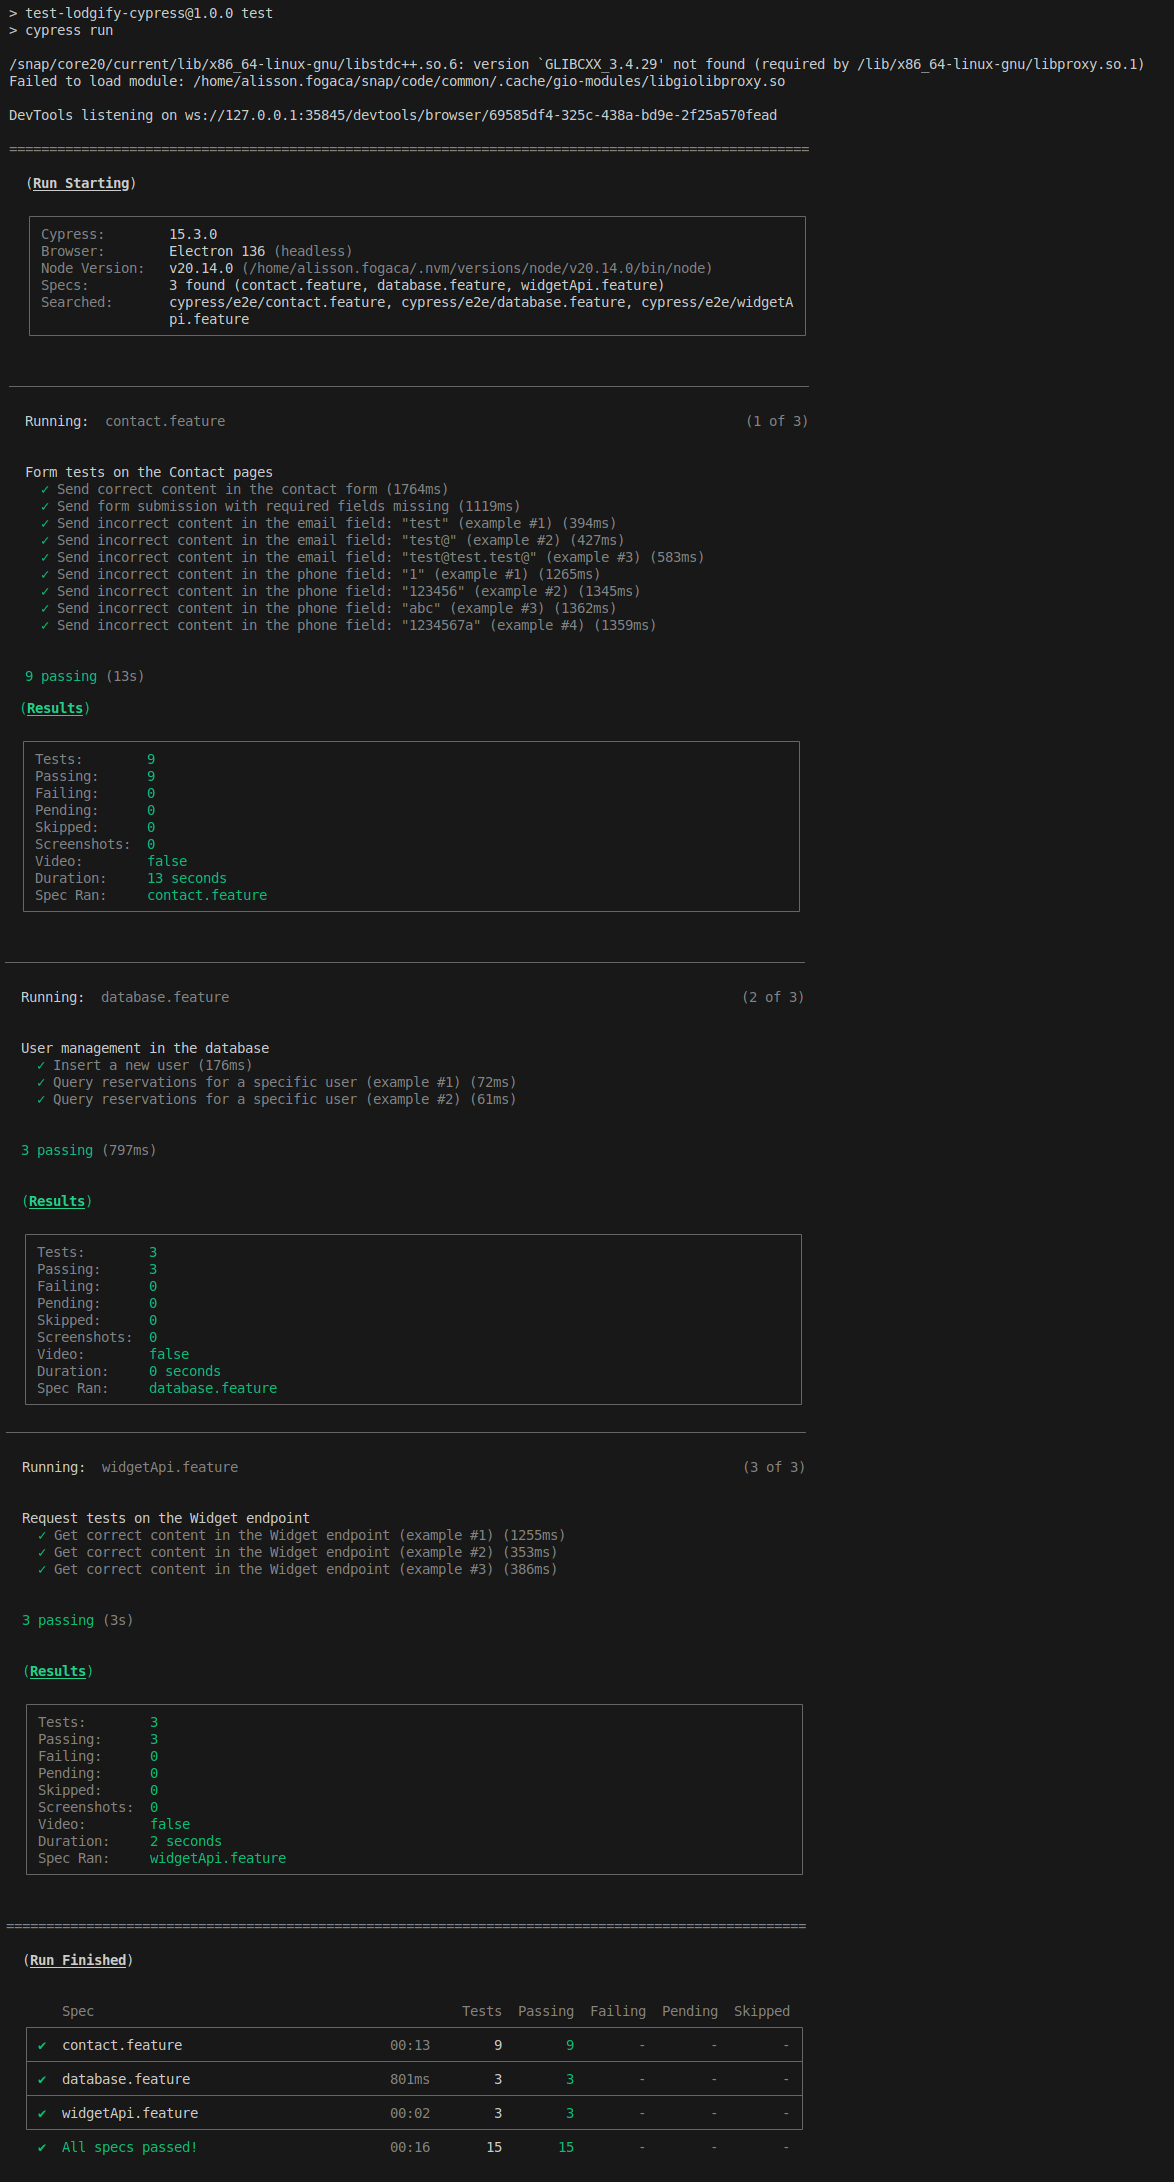 > test-lodgify-cypress@1.0.0 test
> cypress run
/snap/core20/current/lib/x86_64-linux-gnu/libstdc++.so.6: version `GLIBCXX_3.4.29' not found (required by /lib/x86_64-linux-gnu/libproxy.so.1)
Failed to load module: /home/alisson.fogaca/snap/code/common/.cache/gio-modules/libgiolibproxy.so
DevTools listening on ws://127.0.0.1:35845/devtools/browser/69585df4-325c-438a-bd9e-2f25a570fead
====================================================================================================
(Run Starting)
Cypress: 15.3.0
Browser: Electron 136 (headless)
Node Version: v20.14.0 (/home/alisson.fogaca/.nvm/versions/node/v20.14.0/bin/node)
Specs: 3 found (contact.feature, database.feature, widgetApi.feature)
Searched: cypress/e2e/contact.feature, cypress/e2e/database.feature, cypress/e2e/widgetA
pi.feature
Running: contact.feature (1 of 3)
Form tests on the Contact pages
✓ Send correct content in the contact form (1764ms)
✓ Send form submission with required fields missing (1119ms)
✓ Send incorrect content in the email field: "test" (example #1) (394ms)
✓ Send incorrect content in the email field: "test@" (example #2) (427ms)
✓ Send incorrect content in the email field: "test@test.test@" (example #3) (583ms)
✓ Send incorrect content in the phone field: "1" (example #1) (1265ms)
✓ Send incorrect content in the phone field: "123456" (example #2) (1345ms)
✓ Send incorrect content in the phone field: "abc" (example #3) (1362ms)
✓ Send incorrect content in the phone field: "1234567a" (example #4) (1359ms)
9 passing (13s)
(Results)
Tests: 9
Passing: 9
Failing: 0
Pending: 0
Skipped: 0
Screenshots: 0
Video: false
Duration: 13 seconds
Spec Ran: contact.feature
Running: database.feature (2 of 3)
User management in the database
✓ Insert a new user (176ms)
✓ Query reservations for a specific user (example #1) (72ms)
✓ Query reservations for a specific user (example #2) (61ms)
3 passing (797ms)
(Results)
Tests: 3
Passing: 3
Failing: 0
Pending: 0
Skipped: 0
Screenshots: 0
Video: false
Duration: 0 seconds
Spec Ran: database.feature
Running: widgetApi.feature (3 of 3)
Request tests on the Widget endpoint
✓ Get correct content in the Widget endpoint (example #1) (1255ms)
✓ Get correct content in the Widget endpoint (example #2) (353ms)
✓ Get correct content in the Widget endpoint (example #3) (386ms)
3 passing (3s)
(Results)
Tests: 3
Passing: 3
Failing: 0
Pending: 0
Skipped: 0
Screenshots: 0
Video: false
Duration: 2 seconds
Spec Ran: widgetApi.feature
====================================================================================================
(Run Finished)
Spec Tests Passing Failing Pending Skipped
✔ contact.feature 00:13 9 9 - - -
✔ database.feature 801ms 3 3 - - -
✔ widgetApi.feature 00:02 3 3 - - -
✔ All specs passed! 00:16 15 15 - - -